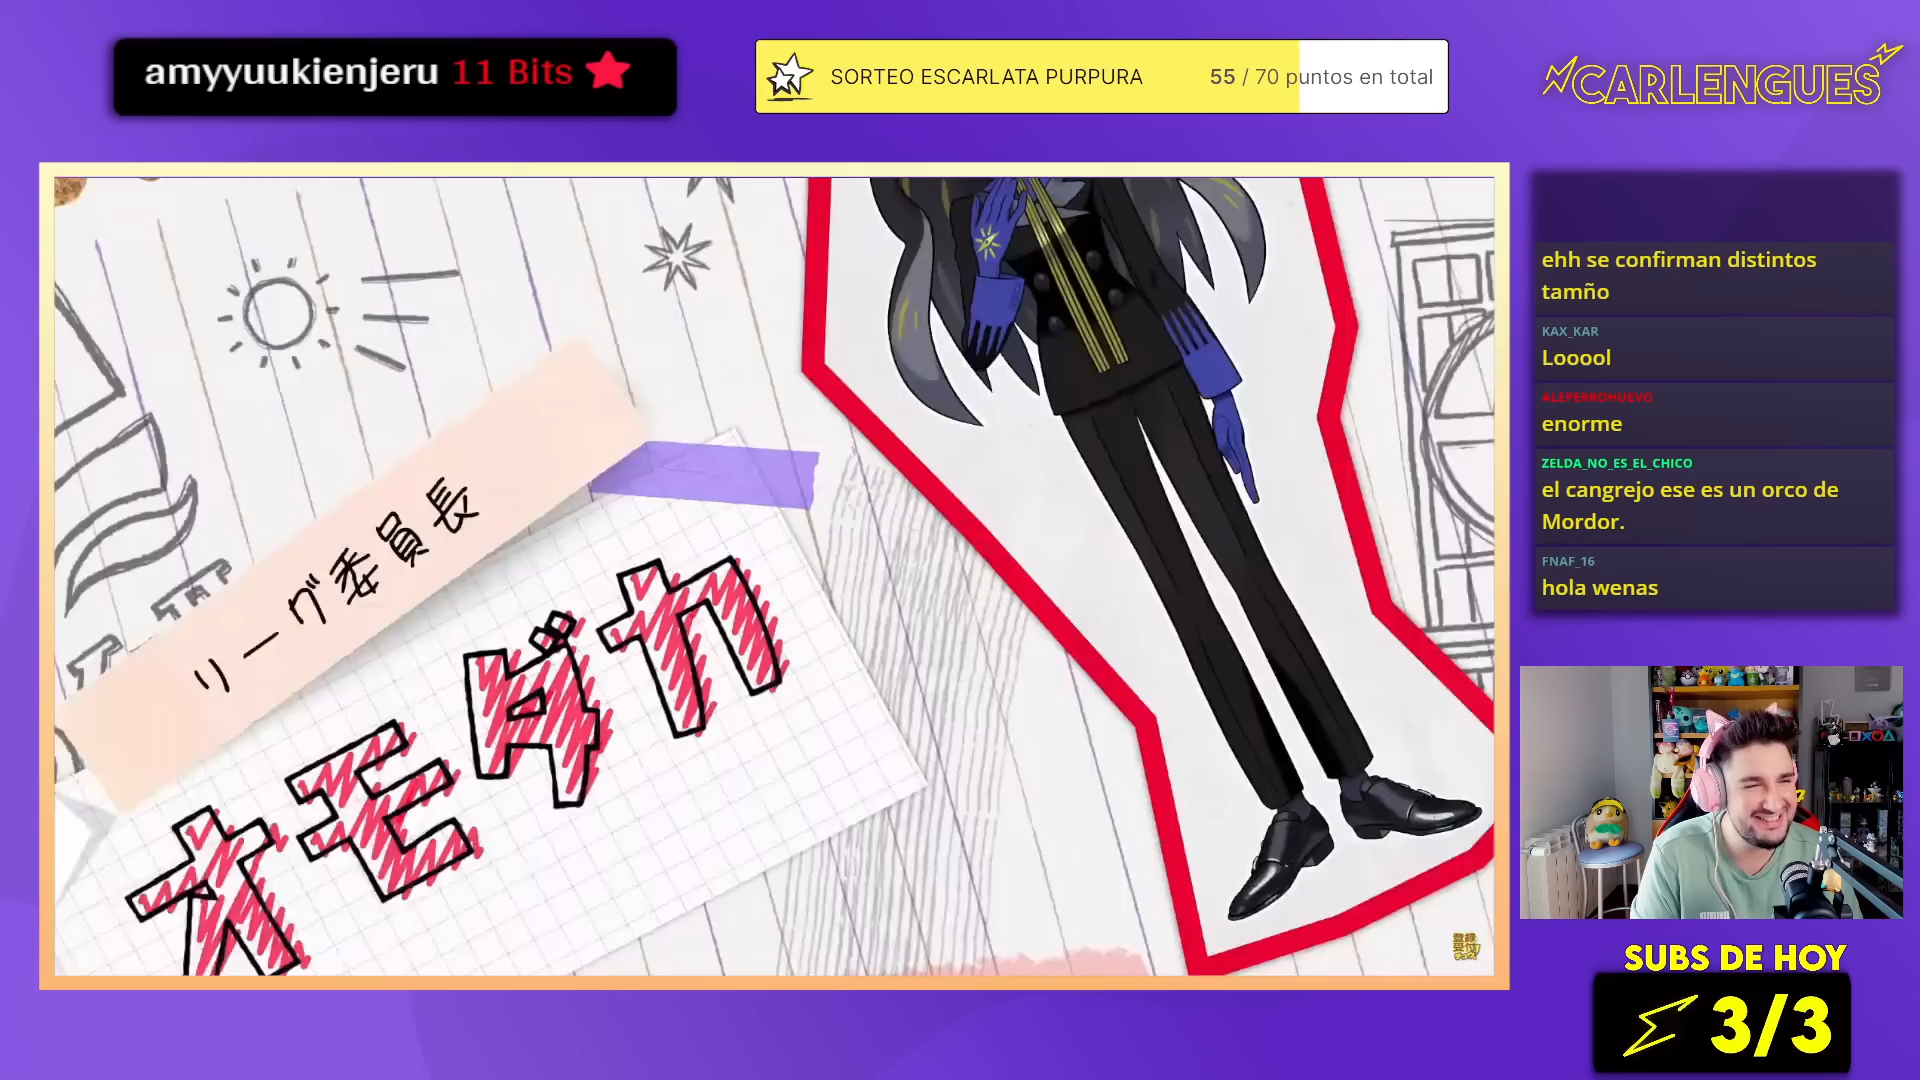 amyyuukienjeru 11 Bits
SORTEO ESCARLATA PURPURA 55 / 70 puntos en total
CARLENGUES
リーグ委員長
オモダカ
ehh se confirman distintos
tamño
KAX_KAR
Looool
ALEPERROHUEVO
enorme
ZELDA_NO_ES_EL_CHICO
el cangrejo ese es un orco de
Mordor.
FNAF_16
hola wenas
SUBS DE HOY
3/3